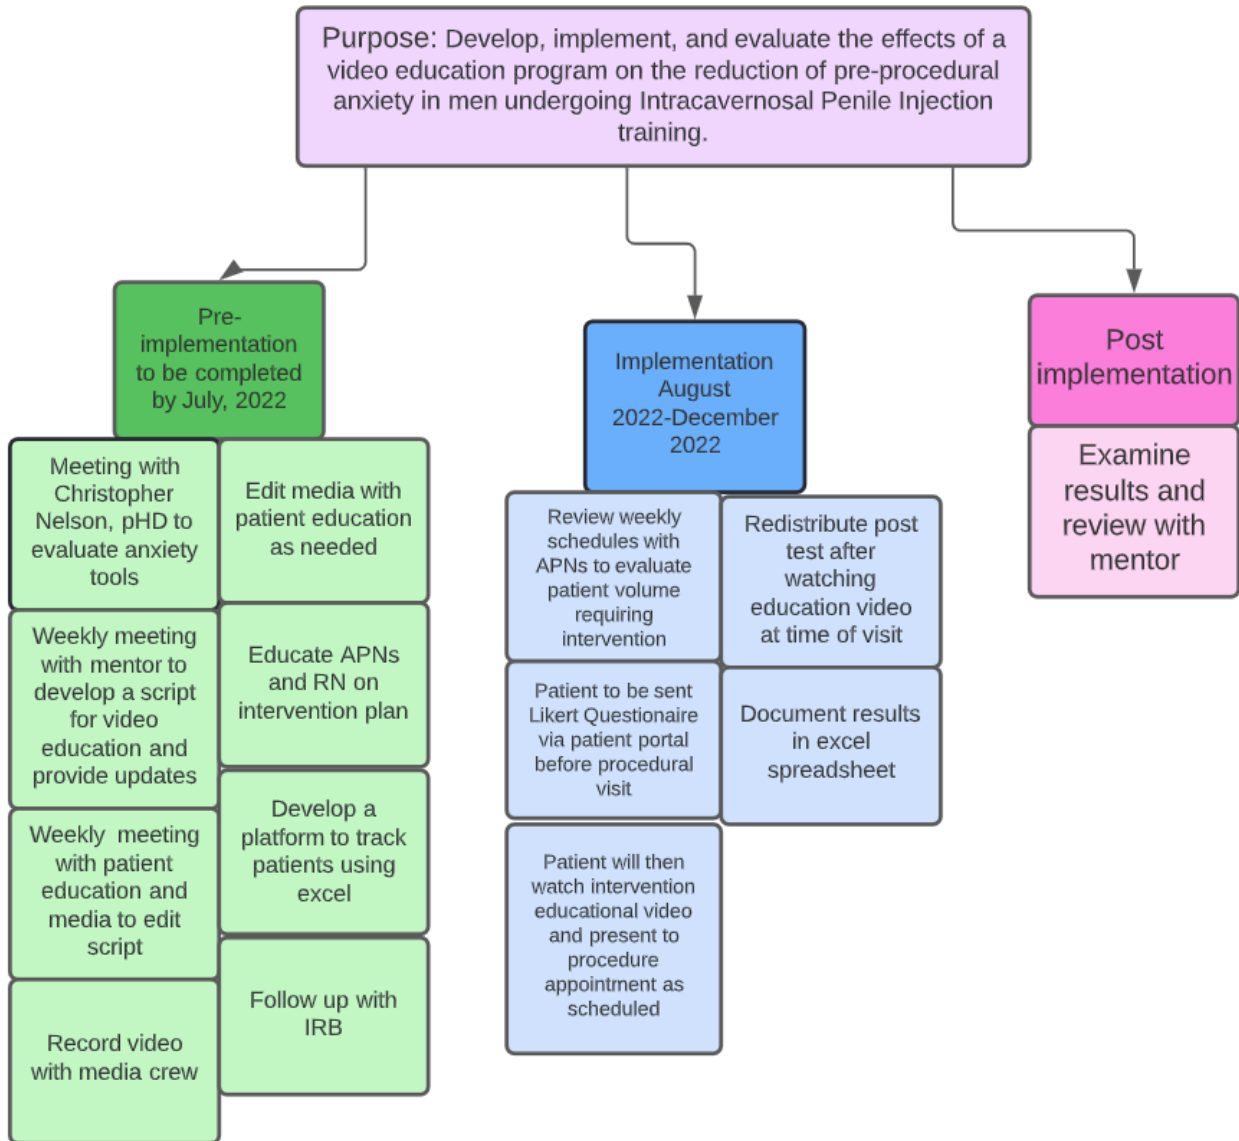 Purpose: Develop, implement, and evaluate the effects of a
video education program on the reduction of pre-procedural
anxiety in men undergoing Intracavernosal Penile Injection
training.
Pre-
implementation
to be completed
by July, 2022
Meeting with
Christopher
Nelson, pHD to
evaluate anxiety
tools
Weekly meeting
with mentor to
develop a script
for video
education and
provide updates
Weekly meeting
with patient
education and
media to edit
script
Record video
with media crew
Edit media with
patient education
as needed
Educate APNs
and RN on
intervention plan
Develop a
platform to track
patients using
excel
Follow up with
IRB
Implementation
August
2022-December
2022
Review weekly
schedules with
APNs to evaluate
patient volume
requiring
intervention
Patient to be sent
Likert Questionaire
via patient portal
before procedural
visit
Patient will then
watch intervention
educational video
and present to
procedure
appointment as
scheduled
Redistribute post
test after
watching
education video
at time of visit
Document results
in excel
spreadsheet
Post
implementation
Examine
results and
review with
mentor